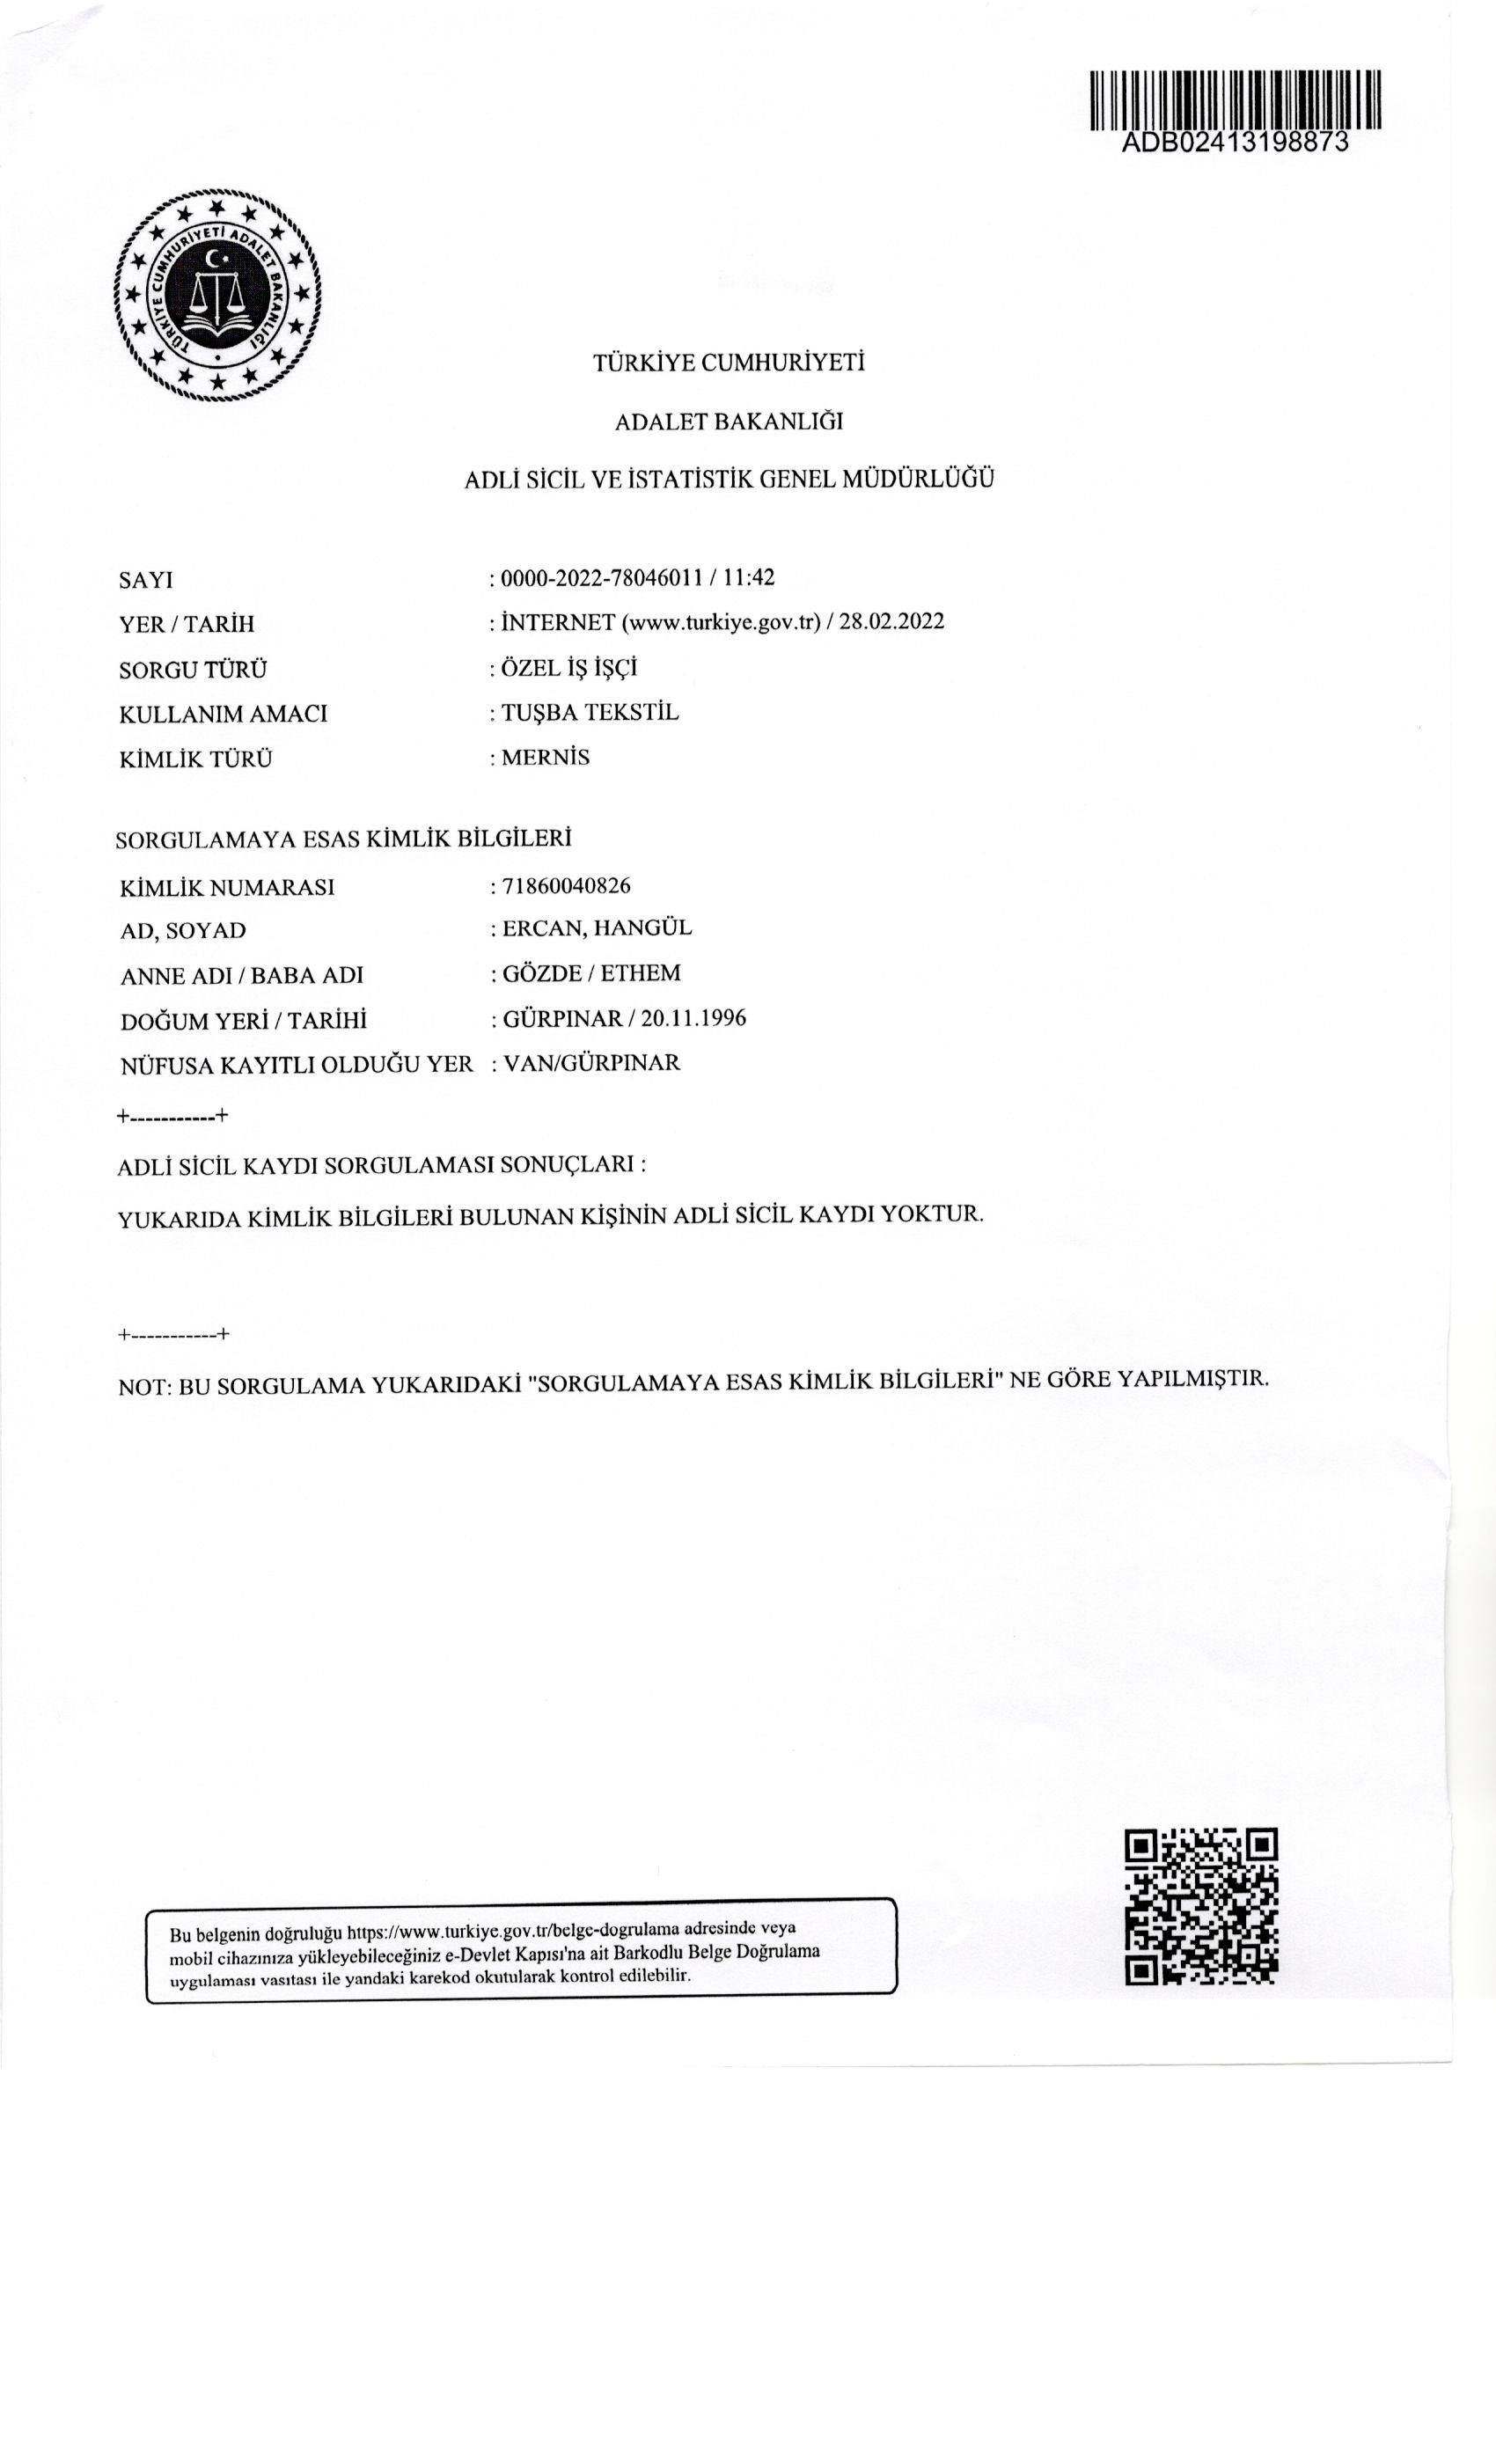 ADB02413198873
TÜRKİYE CUMHURİYETİ ADALET BAKANLIĞI
TÜRKİYE CUMHURİYETİ
ADALET BAKANLIĞI
ADLİ SİCİL VE İSTATİSTİK GENEL MÜDÜRLÜĞÜ
SAYI : 0000-2022-78046011 / 11:42
YER / TARİH : İNTERNET (www.turkiye.gov.tr) / 28.02.2022
SORGU TÜRÜ : ÖZEL İŞ İŞÇİ
KULLANIM AMACI : TUŞBA TEKSTİL
KİMLİK TÜRÜ : MERNİS
SORGULAMAYA ESAS KİMLİK BİLGİLERİ
KİMLİK NUMARASI : 71860040826
AD, SOYAD : ERCAN, HANGÜL
ANNE ADI / BABA ADI : GÖZDE / ETHEM
DOĞUM YERİ / TARİHİ : GÜRPINAR / 20.11.1996
NÜFUSA KAYITLI OLDUĞU YER : VAN/GÜRPINAR
+-----------+
ADLİ SİCİL KAYDI SORGULAMASI SONUÇLARI :
YUKARIDA KİMLİK BİLGİLERİ BULUNAN KİŞİNİN ADLİ SİCİL KAYDI YOKTUR.
+-----------+
NOT: BU SORGULAMA YUKARIDAKİ "SORGULAMAYA ESAS KİMLİK BİLGİLERİ" NE GÖRE YAPILMIŞTIR.
Bu belgenin doğruluğu https://www.turkiye.gov.tr/belge-dogrulama adresinde veya
mobil cihazınıza yükleyebileceğiniz e-Devlet Kapısı'na ait Barkodlu Belge Doğrulama
uygulaması vasıtası ile yandaki karekod okutularak kontrol edilebilir.